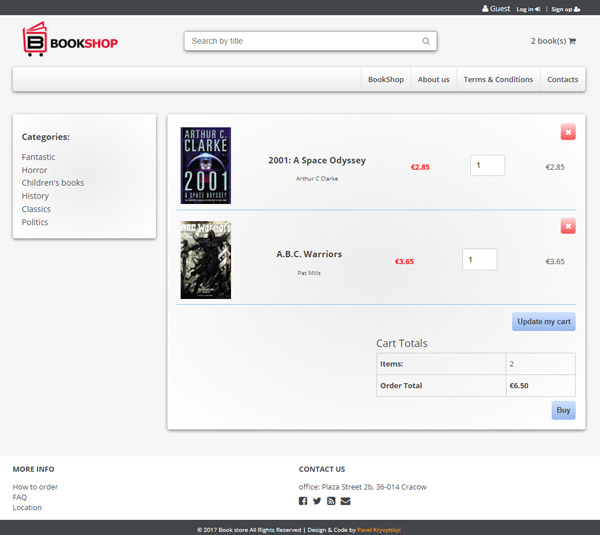 Guest Log in | Sign up
B BOOKSHOP
Search by title
2 book(s)
BookShop About us Terms & Conditions Contacts
Categories:
Fantastic
Horror
Children's books
History
Classics
Politics
ARTHUR C. CLARKE
2001
A SPACE ODYSSEY
2001: A Space Odyssey
Arthur C Clarke
€2.85 1 €2.85
A.B.C. Warriors
A.B.C. Warriors
Pat Mills
€3.65 1 €3.65
Update my cart
Cart Totals
Items: 2
Order Total €6.50
Buy
MORE INFO
How to order
FAQ
Location
CONTACT US
office: Plaza Street 2b, 36-014 Cracow
© 2017 Book store All Rights Reserved | Design & Code by Pavel Kryvytskyi